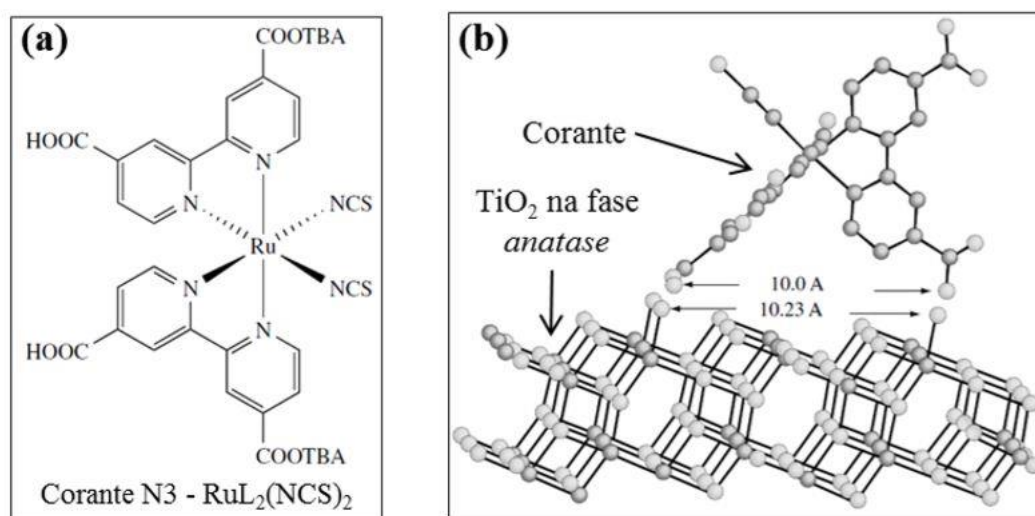 (a)
COOTBA
HOOC
N
N
NCS
Ru
NCS
N
N
HOOC
COOTBA
Corante N3 - RuL₂(NCS)₂
(b)
Corante
TiO₂ na fase
anatase
10.0 A
10.23 A